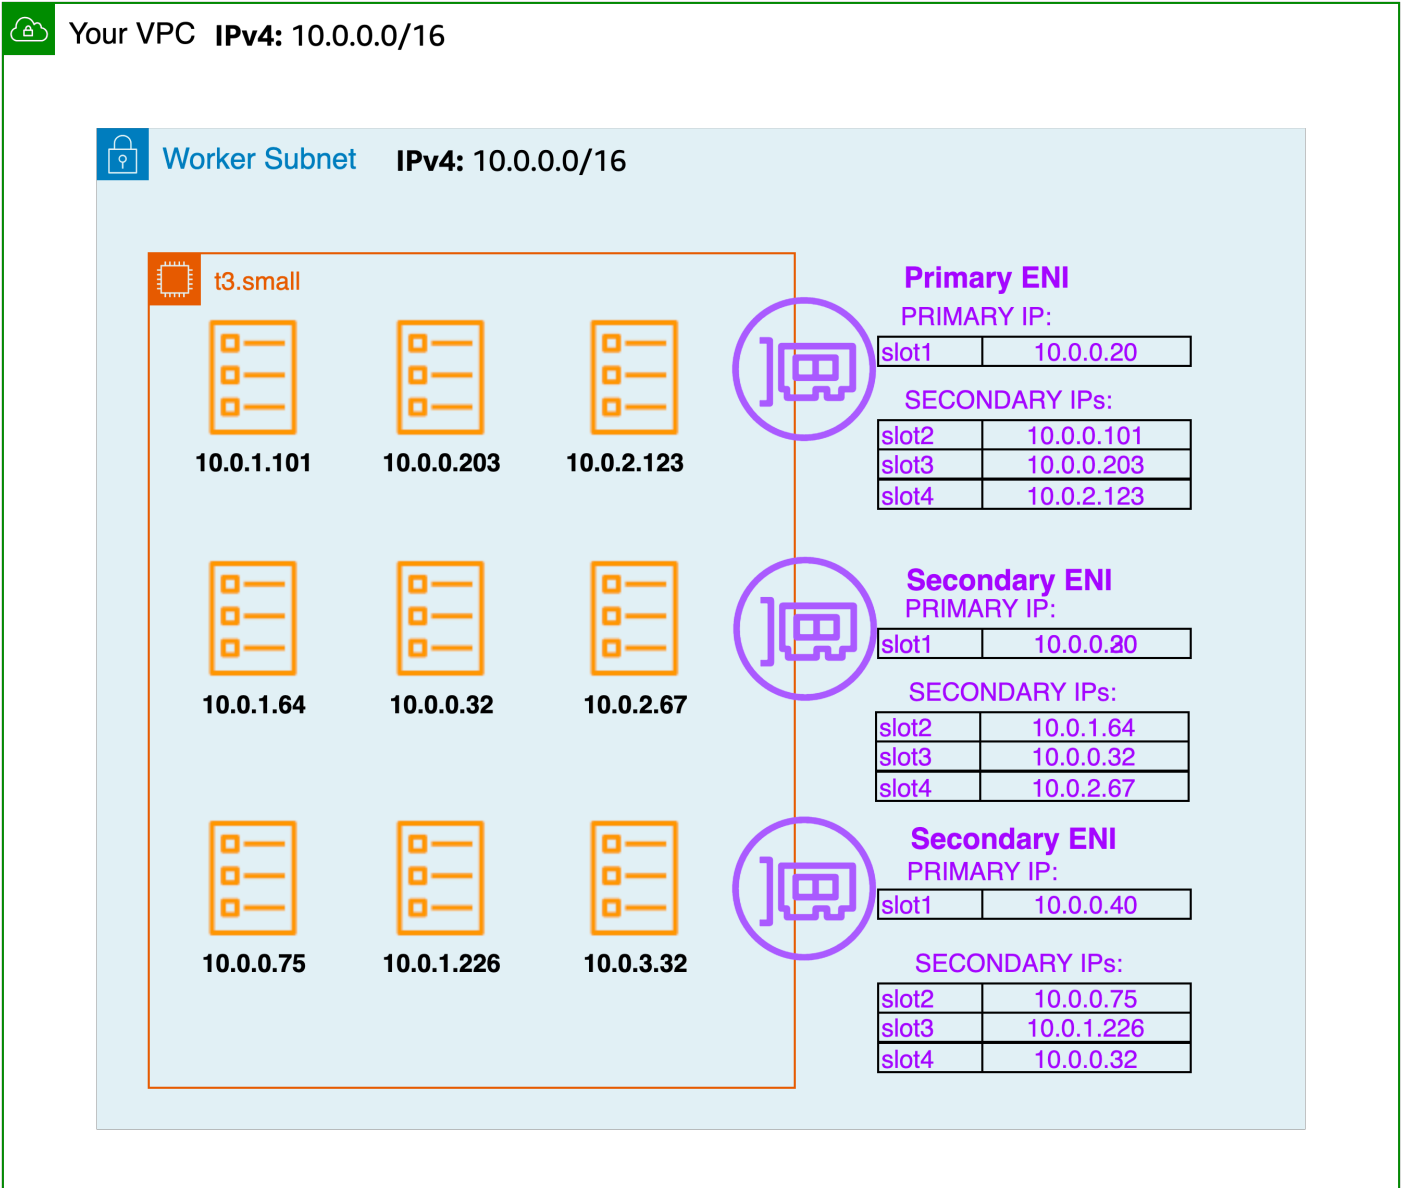 Your VPC IPv4: 10.0.0.0/16
Worker Subnet IPv4: 10.0.0.0/16
t3.small
10.0.1.101 10.0.0.203 10.0.2.123
10.0.1.64 10.0.0.32 10.0.2.67
10.0.0.75 10.0.1.226 10.0.3.32
Primary ENI
PRIMARY IP:
slot1 10.0.0.20
SECONDARY IPs:
slot2 10.0.0.101
slot3 10.0.0.203
slot4 10.0.2.123
Secondary ENI
PRIMARY IP:
slot1
SECONDARY IPs:
slot2 10.0.1.64
slot3 10.0.0.32
slot4 10.0.2.67
Secondary ENI
PRIMARY IP:
slot1 10.0.0.40
SECONDARY IPs:
slot2 10.0.0.75
slot3 10.0.1.226
slot4 10.0.0.32